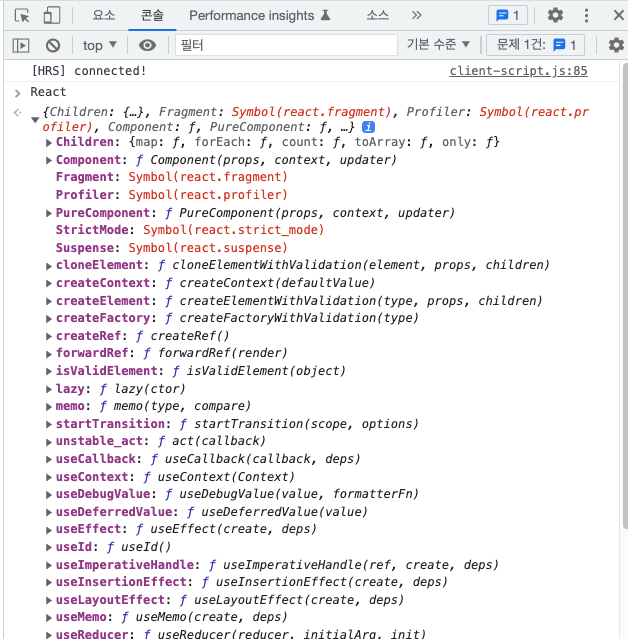 요소 콘솔 Performance insights 소스 » 1
top 필터 기본 수준 문제 1건: 1
[HRS] connected! client-script.js:85
> React
{Children: {…}, Fragment: Symbol(react.fragment), Profiler: Symbol(react.pr
ofiler), Component: ƒ, PureComponent: ƒ, …} i
Children: {map: ƒ, forEach: ƒ, count: ƒ, toArray: ƒ, only: ƒ}
Component: ƒ Component(props, context, updater)
Fragment: Symbol(react.fragment)
Profiler: Symbol(react.profiler)
PureComponent: ƒ PureComponent(props, context, updater)
StrictMode: Symbol(react.strict_mode)
Suspense: Symbol(react.suspense)
cloneElement: ƒ cloneElementWithValidation(element, props, children)
createContext: ƒ createContext(defaultValue)
createElement: ƒ createElementWithValidation(type, props, children)
createFactory: ƒ createFactoryWithValidation(type)
createRef: ƒ createRef()
forwardRef: ƒ forwardRef(render)
isValidElement: ƒ isValidElement(object)
lazy: ƒ lazy(ctor)
memo: ƒ memo(type, compare)
startTransition: ƒ startTransition(scope, options)
unstable_act: ƒ act(callback)
useCallback: ƒ useCallback(callback, deps)
useContext: ƒ useContext(Context)
useDebugValue: ƒ useDebugValue(value, formatterFn)
useDeferredValue: ƒ useDeferredValue(value)
useEffect: ƒ useEffect(create, deps)
useId: ƒ useId()
useImperativeHandle: ƒ useImperativeHandle(ref, create, deps)
useInsertionEffect: ƒ useInsertionEffect(create, deps)
useLayoutEffect: ƒ useLayoutEffect(create, deps)
useMemo: ƒ useMemo(create, deps)
useReducer: ƒ useReducer(reducer, initialArg, init)